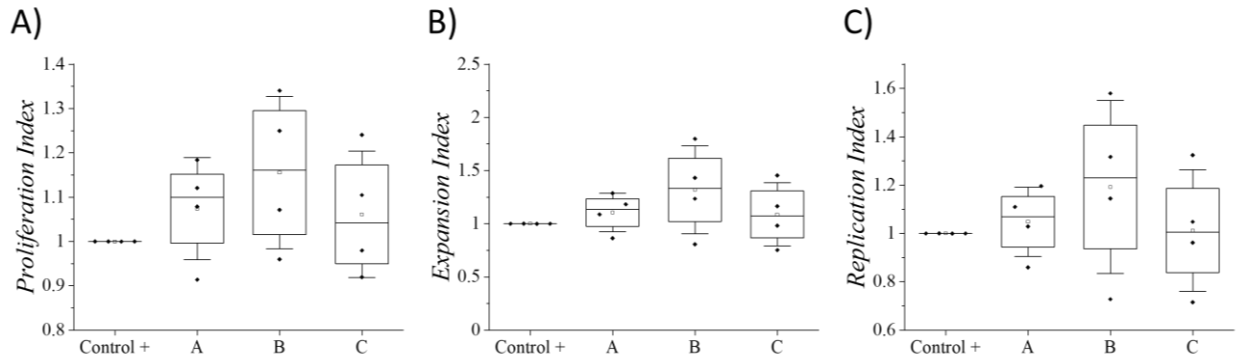 A)
B)
C)
Proliferation Index
1.4
1.3
1.2
1.1
1
0.9
0.8
Control + A B C
Expansion Index
2.5
2
1.5
1
0.5
0
Control + A B C
Replication Index
1.6
1.4
1.2
1.0
0.8
0.6
Control + A B C